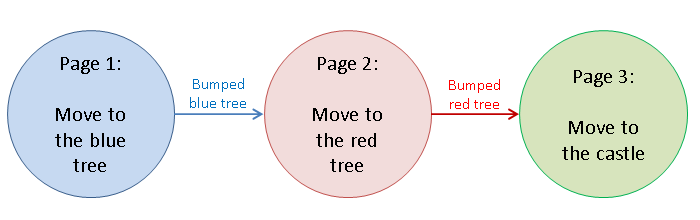 Page 1:
Move to
the blue
tree
Bumped
blue tree
Page 2:
Move to
the red
tree
Bumped
red tree
Page 3:
Move to
the castle